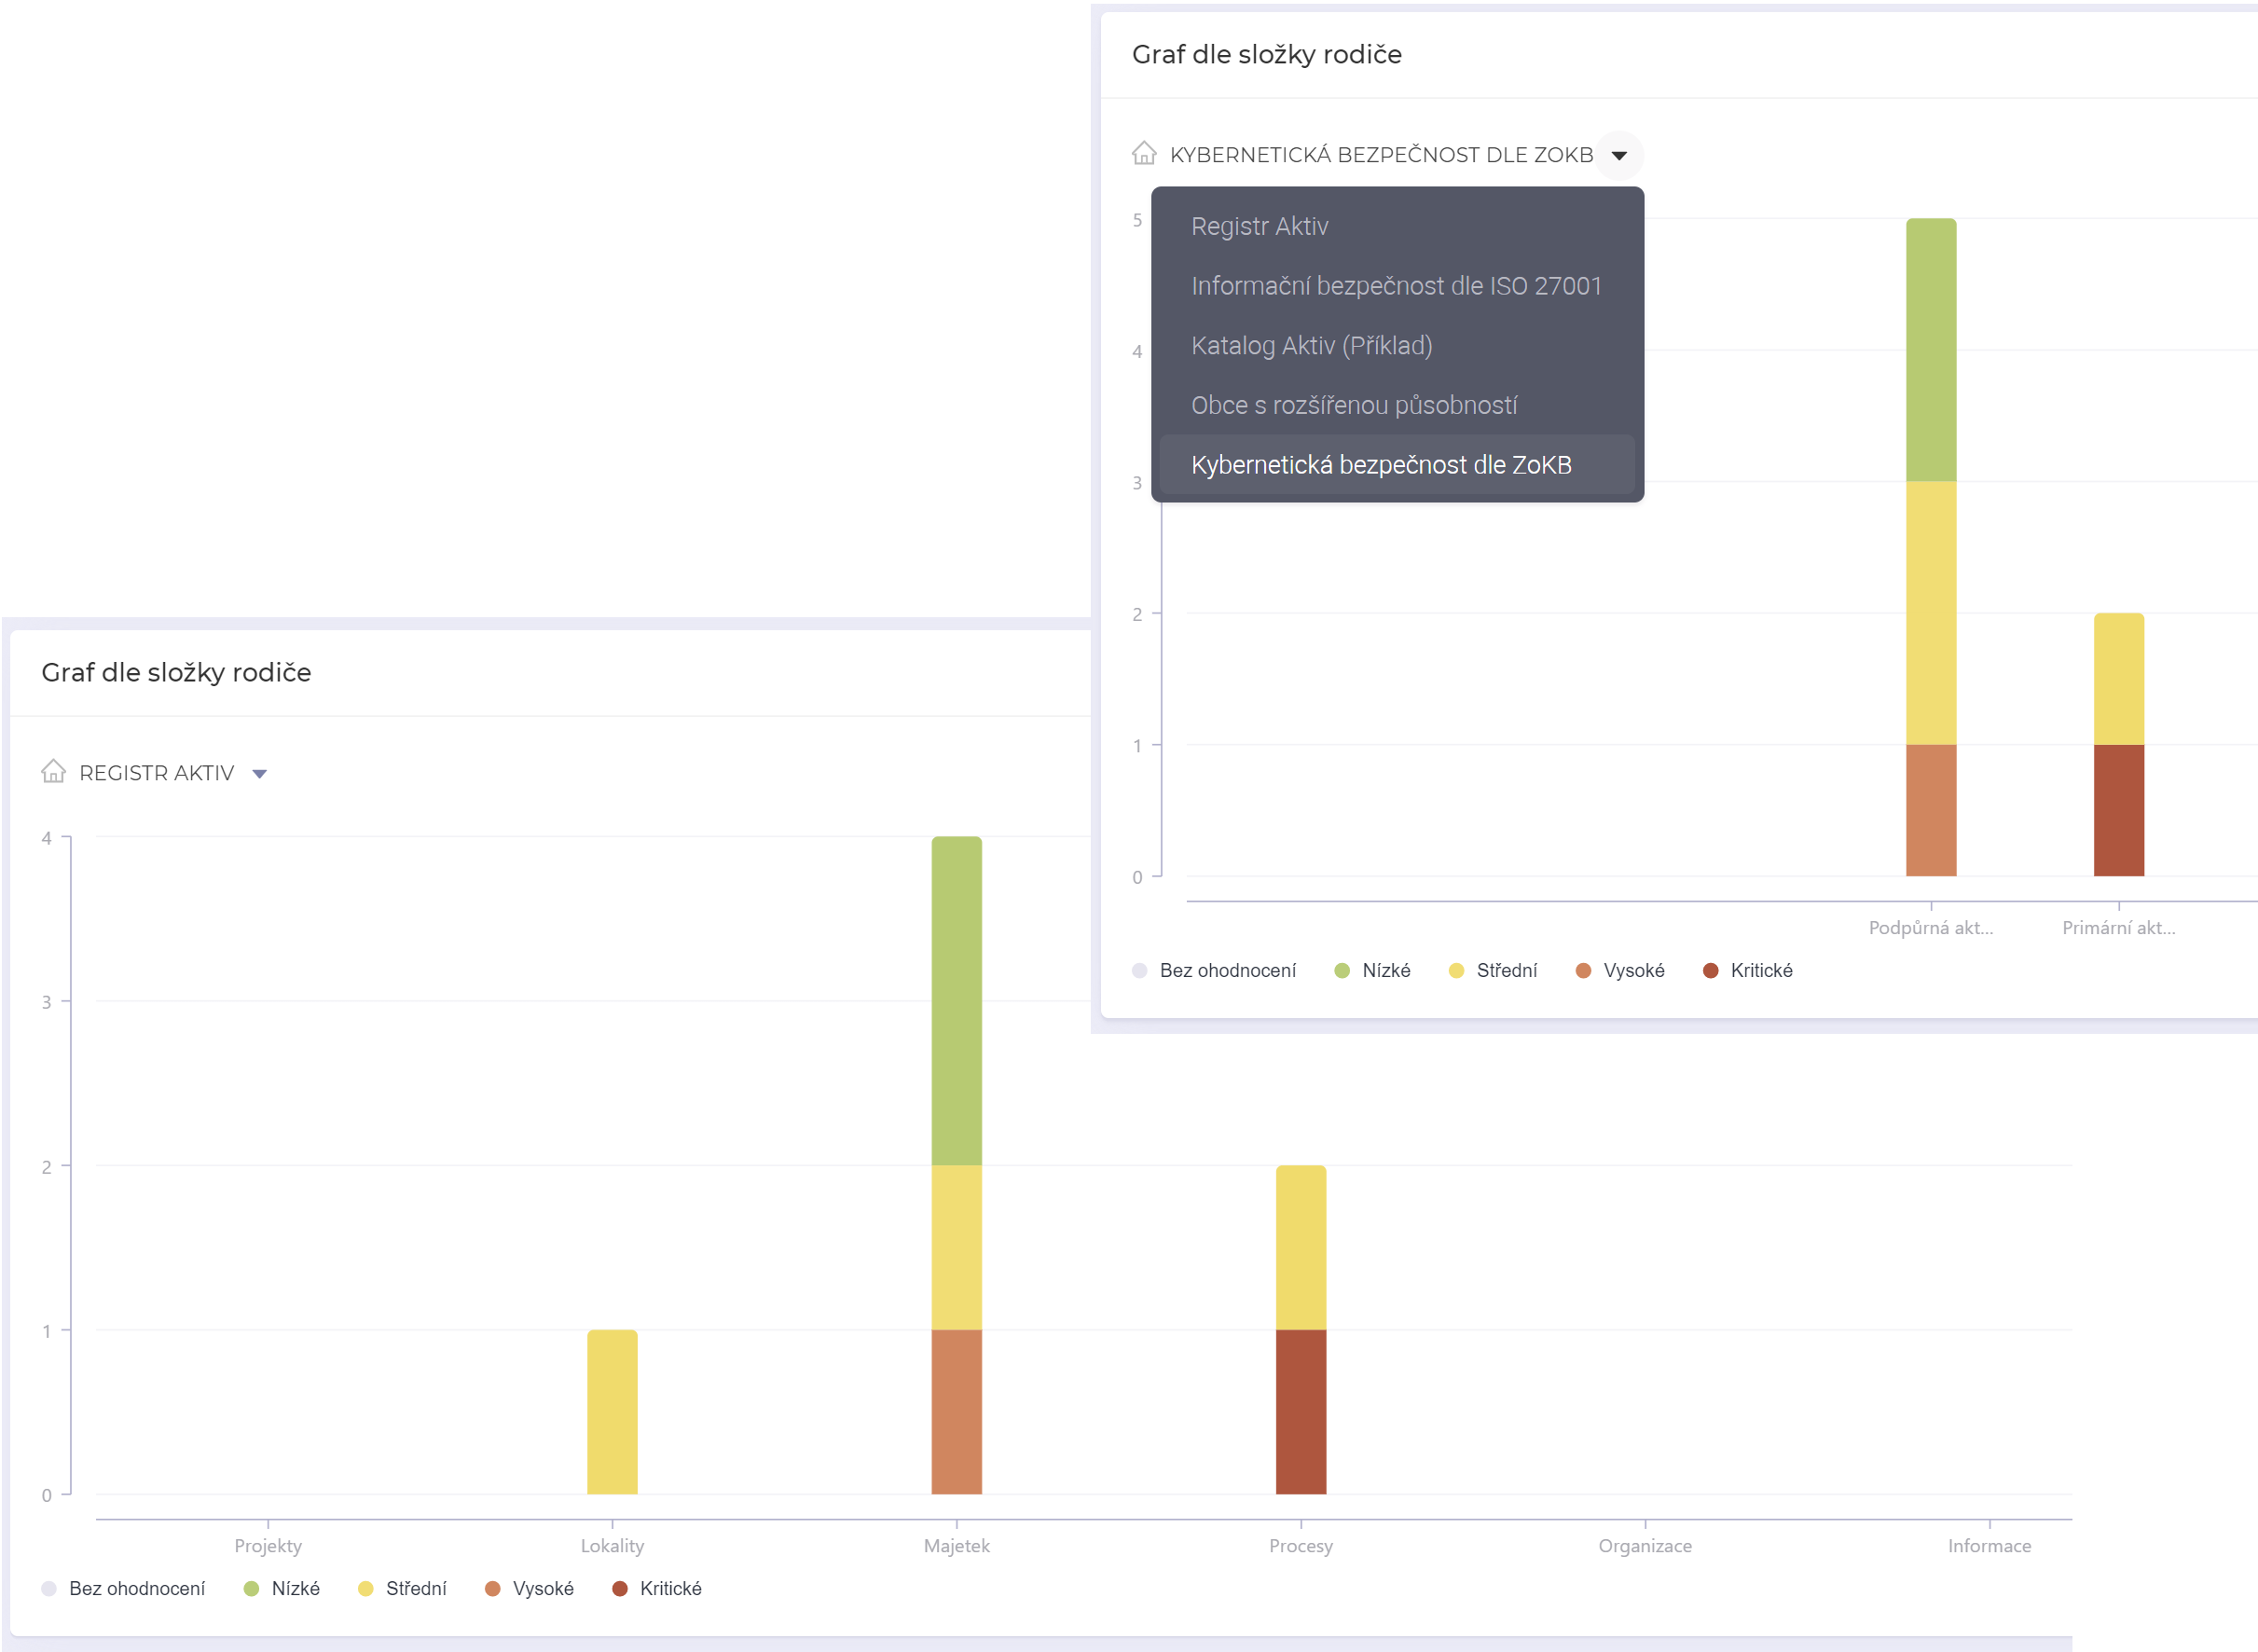 Graf dle složky rodiče
KYBERNETICKÁ BEZPEČNOST DLE ZOKB
Registr Aktiv
Informační bezpečnost dle ISO 27001
Katalog Aktiv (Příklad)
Obce s rozšířenou působností
Kybernetická bezpečnost dle ZoKB
5
4
3
2
1
0
Podpůrná akt... Primární akt...
Bez ohodnocení Nízké Střední Vysoké Kritické
Graf dle složky rodiče
REGISTR AKTIV
4
3
2
1
0
Projekty Lokality Majetek Procesy Organizace Informace
Bez ohodnocení Nízké Střední Vysoké Kritické